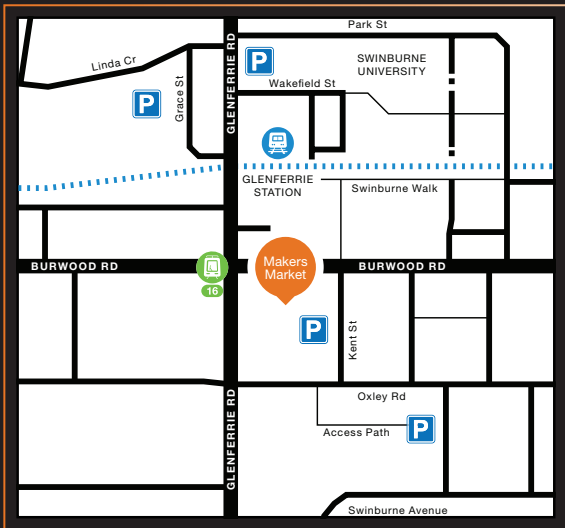 Park St
Linda Cr
GLENFERRIE RD
P
SWINBURNE
UNIVERSITY
Grace St
Wakefield St
P
GLENFERRIE
STATION
Swinburne Walk
BURWOOD RD
Makers
Market
BURWOOD RD
16
P
Kent St
GLENFERRIE RD
Oxley Rd
Access Path
P
Swinburne Avenue